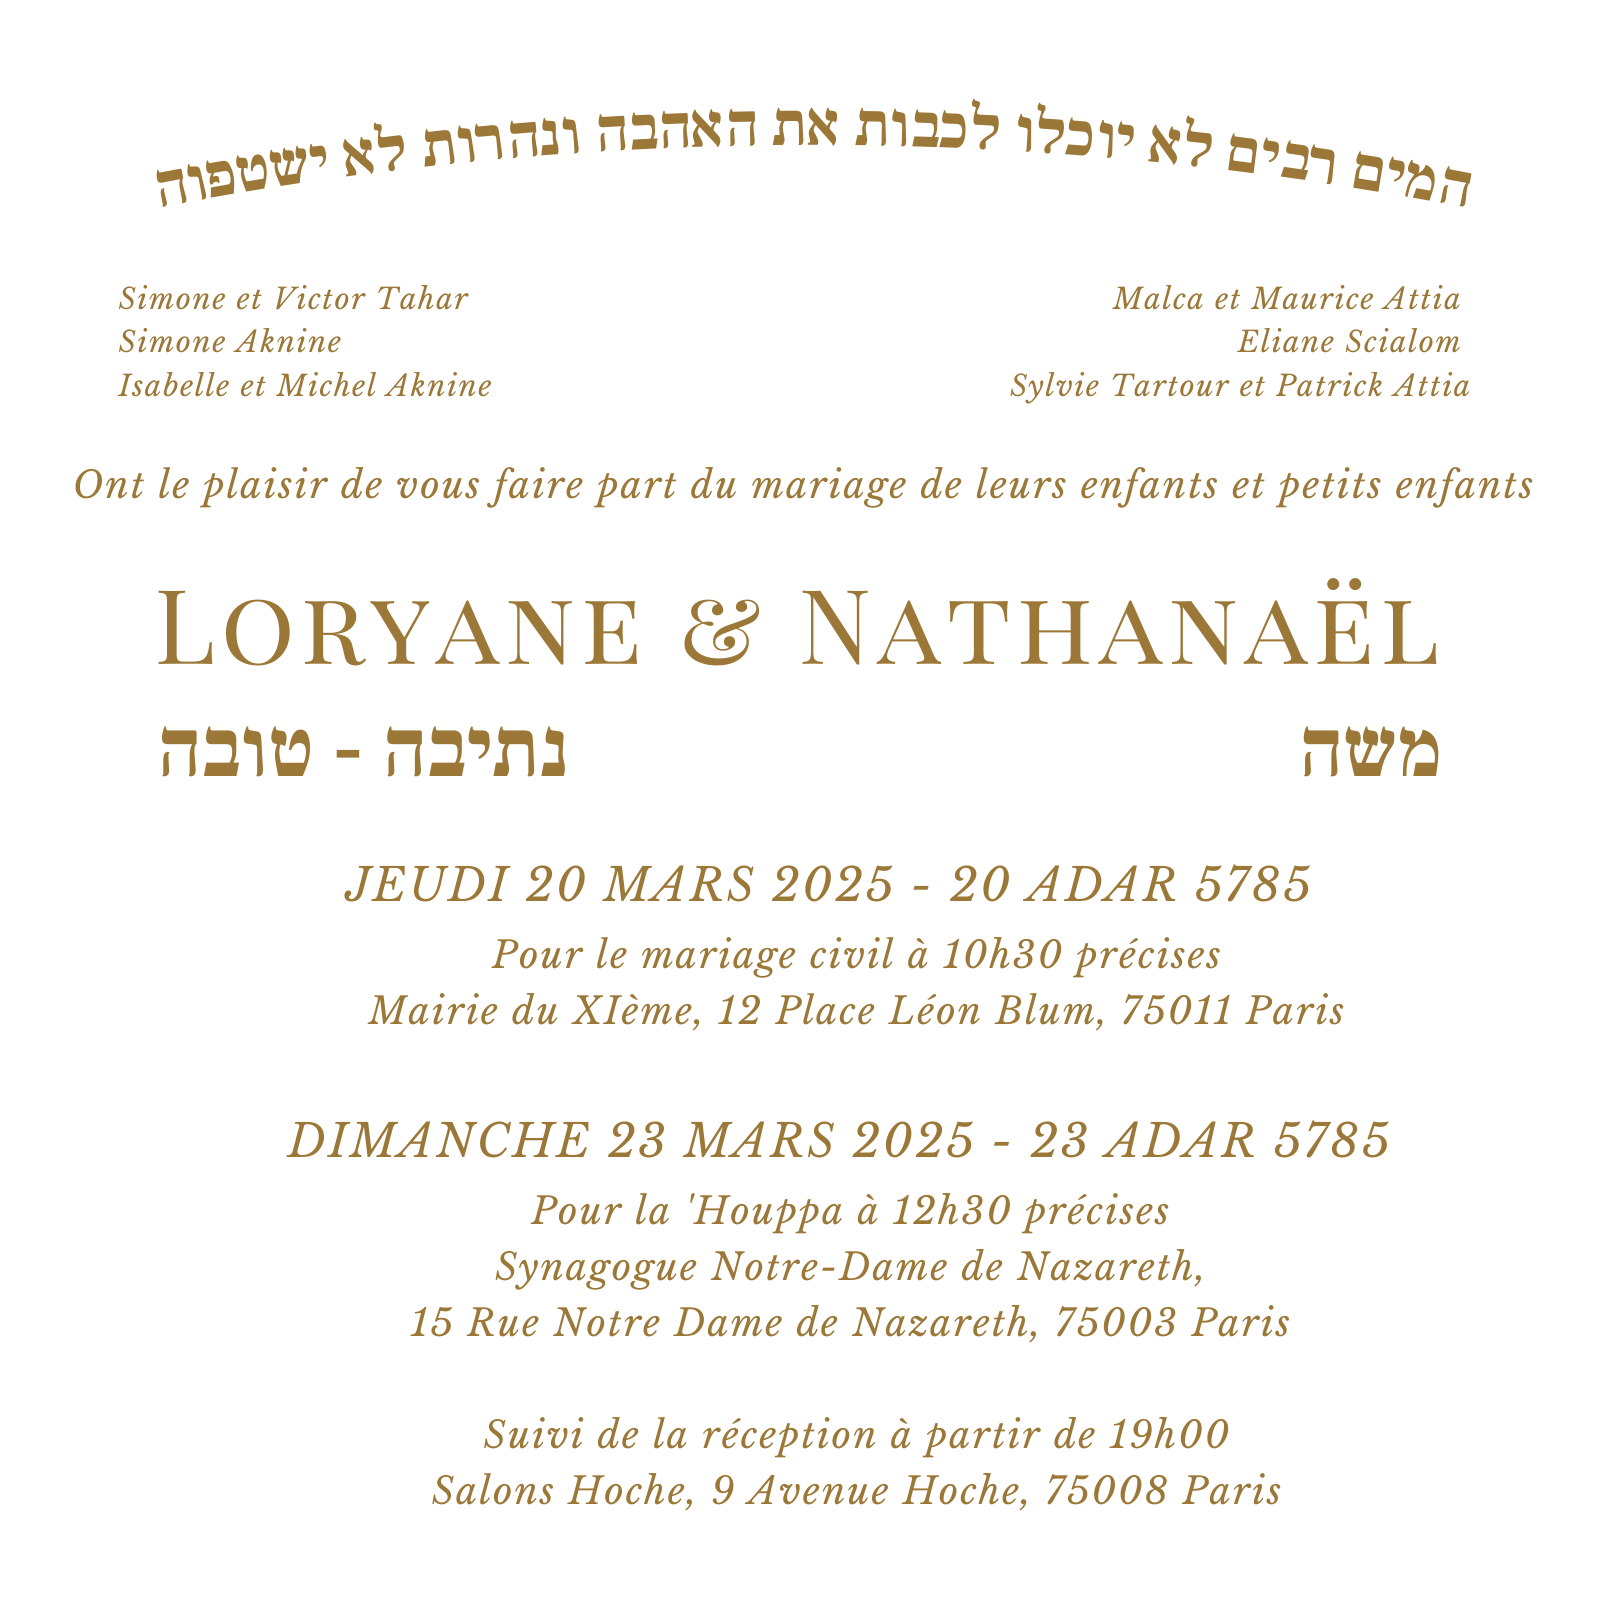 המים רבים לא יוכלו לכבות את האהבה ונהרות לא ישטפוה
Simone et Victor Tahar
Simone Aknine
Isabelle et Michel Aknine
Malca et Maurice Attia
Eliane Scialom
Sylvie Tartour et Patrick Attia
Ont le plaisir de vous faire part du mariage de leurs enfants et petits enfants
LORYANE & NATHANAËL
נתיבה - טובה
משה
JEUDI 20 MARS 2025 - 20 ADAR 5785
Pour le mariage civil à 10h30 précises
Mairie du XIème, 12 Place Léon Blum, 75011 Paris
DIMANCHE 23 MARS 2025 - 23 ADAR 5785
Pour la 'Houppa à 12h30 précises
Synagogue Notre-Dame de Nazareth,
15 Rue Notre Dame de Nazareth, 75003 Paris
Suivi de la réception à partir de 19h00
Salons Hoche, 9 Avenue Hoche, 75008 Paris